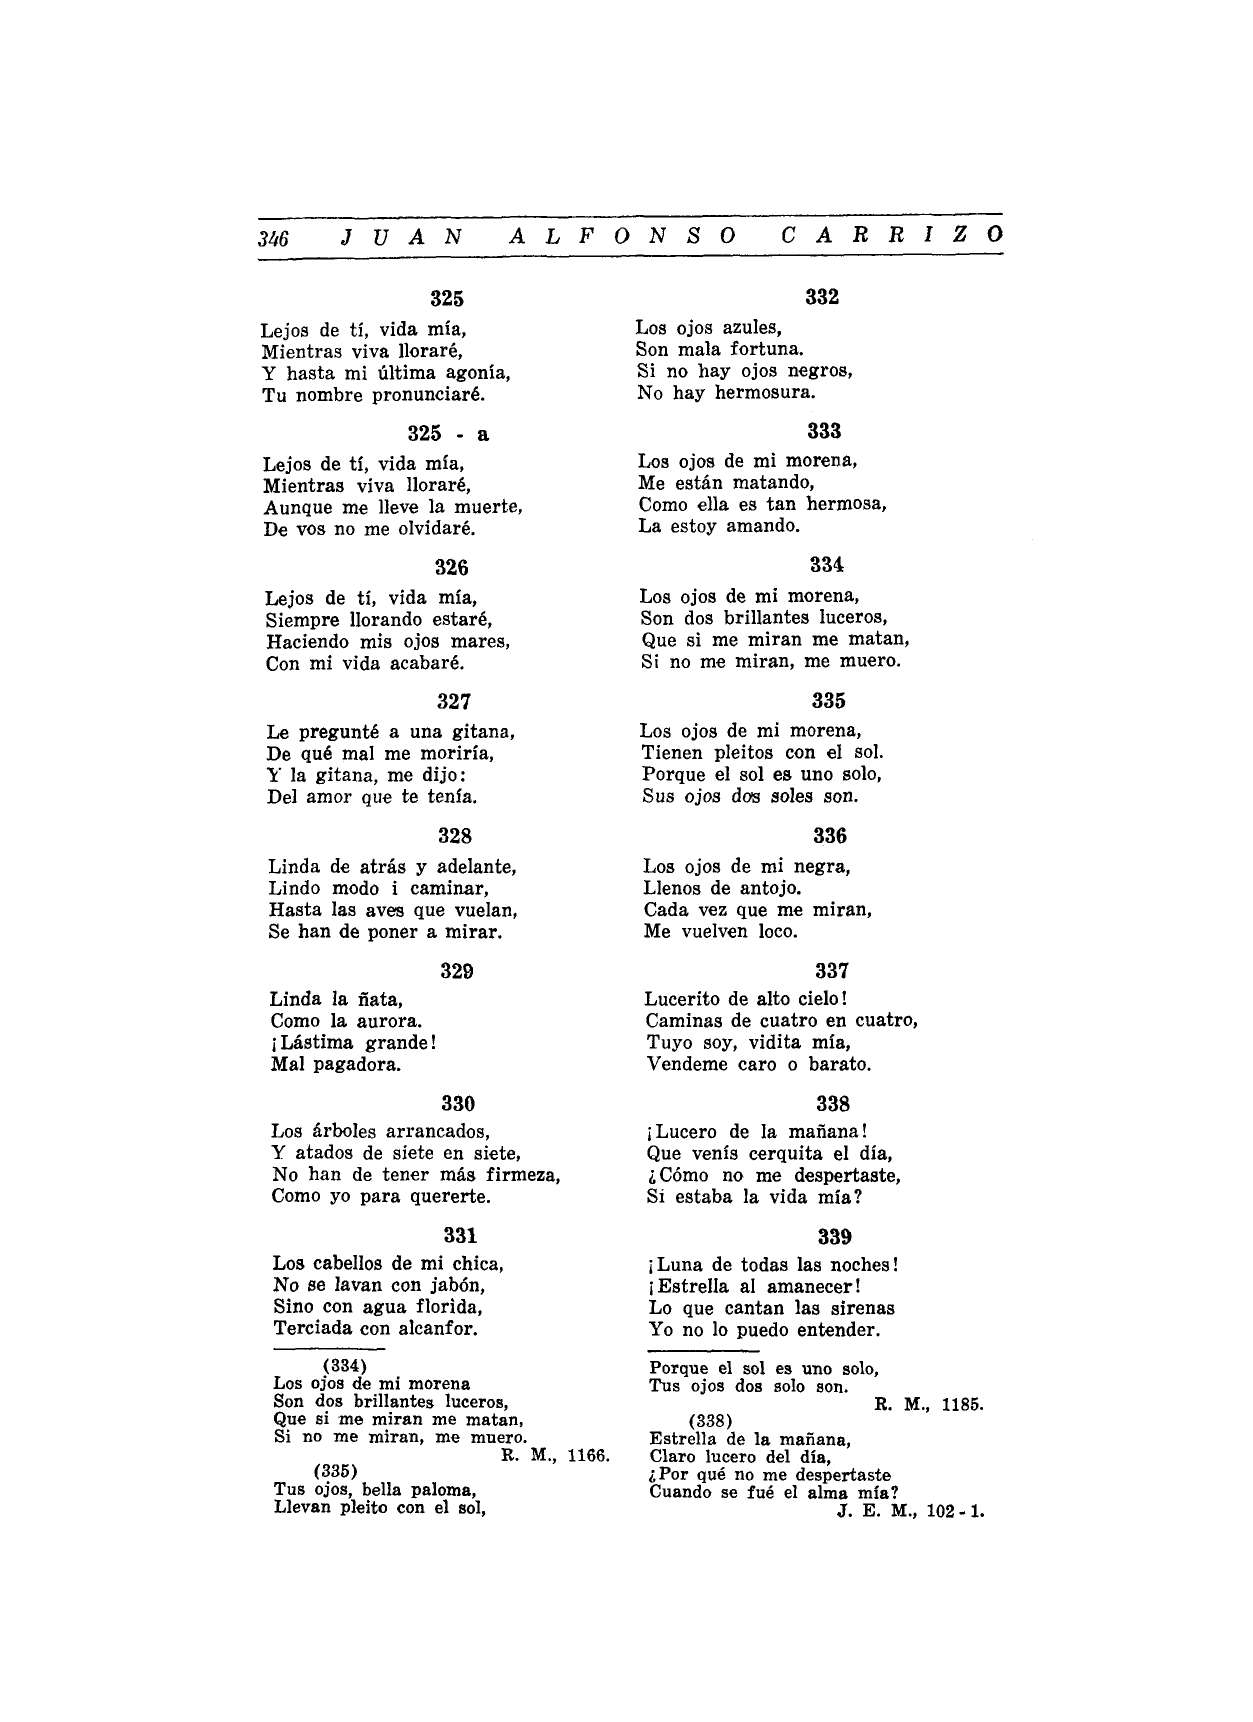 346 JUAN ALFONSO CARRIZO
325
Lejos de tí, vida mía,
Mientras viva lloraré,
Y hasta mi última agonía,
Tu nombre pronunciaré.
325 - a
Lejos de tí, vida mía,
Mientras viva lloraré,
Aunque me lleve la muerte,
De vos no me olvidaré.
326
Lejos de tí, vida mía,
Siempre llorando estaré,
Haciendo mis ojos mares,
Con mi vida acabaré.
327
Le pregunté a una gitana,
De qué mal me moriría,
Y la gitana, me dijo:
Del amor que te tenía.
328
Linda de atrás y adelante,
Lindo modo i caminar,
Hasta las aves que vuelan,
Se han de poner a mirar.
329
Linda la ñata,
Como la aurora.
¡Lástima grande!
Mal pagadora.
330
Los árboles arrancados,
Y atados de siete en siete,
No han de tener más firmeza,
Como yo para quererte.
331
Los cabellos de mi chica,
No se lavan con jabón,
Sino con agua florida,
Terciada con alcanfor.
(334)
Los ojos de mi morena
Son dos brillantes luceros,
Que si me miran me matan,
Si no me miran, me muero.
R. M., 1166.
(335)
Tus ojos, bella paloma,
Llevan pleito con el sol,
332
Los ojos azules,
Son mala fortuna.
Si no hay ojos negros,
No hay hermosura.
333
Los ojos de mi morena,
Me están matando,
Como ella es tan hermosa,
La estoy amando.
334
Los ojos de mi morena,
Son dos brillantes luceros,
Que si me miran me matan,
Si no me miran, me muero.
335
Los ojos de mi morena,
Tienen pleitos con el sol.
Porque el sol es uno solo,
Sus ojos dos soles son.
336
Los ojos de mi negra,
Llenos de antojo.
Cada vez que me miran,
Me vuelven loco.
337
Lucerito de alto cielo!
Caminas de cuatro en cuatro,
Tuyo soy, vidita mía,
Vendeme caro o barato.
338
¡Lucero de la mañana!
Que venís cerquita el día,
¿Cómo no me despertaste,
Si estaba la vida mía?
339
¡Luna de todas las noches!
¡Estrella al amanecer!
Lo que cantan las sirenas
Yo no lo puedo entender.
Porque el sol es uno solo,
Tus ojos dos solo son.
R. M., 1185.
(338)
Estrella de la mañana,
Claro lucero del día,
¿Por qué no me despertaste
Cuando se fué el alma mía?
J. E. M., 102 - 1.